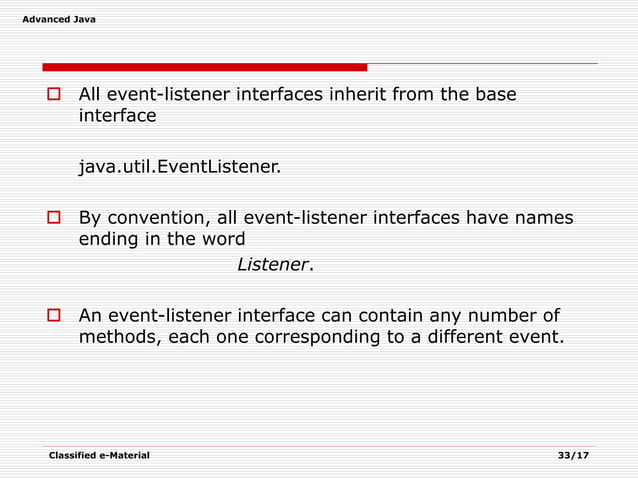 Advanced Java
All event-listener interfaces inherit from the base
interface
java.util.EventListener.
By convention, all event-listener interfaces have names
ending in the word
Listener.
An event-listener interface can contain any number of
methods, each one corresponding to a different event.
Classified e-Material
33/17